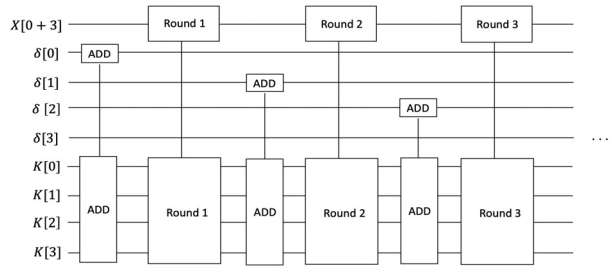 X[0 + 3] Round 1 Round 2 Round 3
δ[0] ADD
δ[1] ADD
δ [2] ADD
δ[3] ...
K[0]
K[1]
ADD Round 1 ADD Round 2 ADD Round 3
K[2]
K[3]